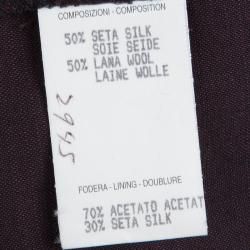 COMPOSIZIONI - COMPOSITION
50% SETA SILK
SOIE SEIDE
50% LANA WOOL
LAINE WOLLE
2945
FODERA - LINING - DOUBLURE
70% ACETATO ACETAT
30% SETA SILK